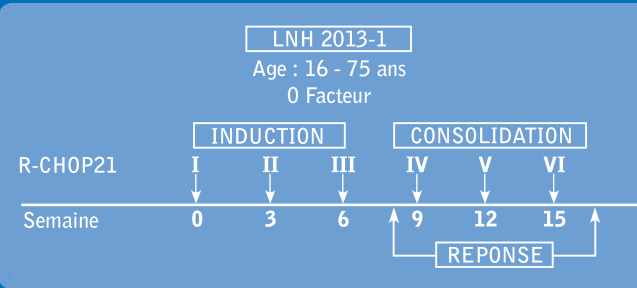 LNH 2013-1
Age : 16 - 75 ans
0 Facteur
INDUCTION CONSOLIDATION
R-CHOP21 I II III IV V VI
Semaine 0 3 6 9 12 15
REPONSE